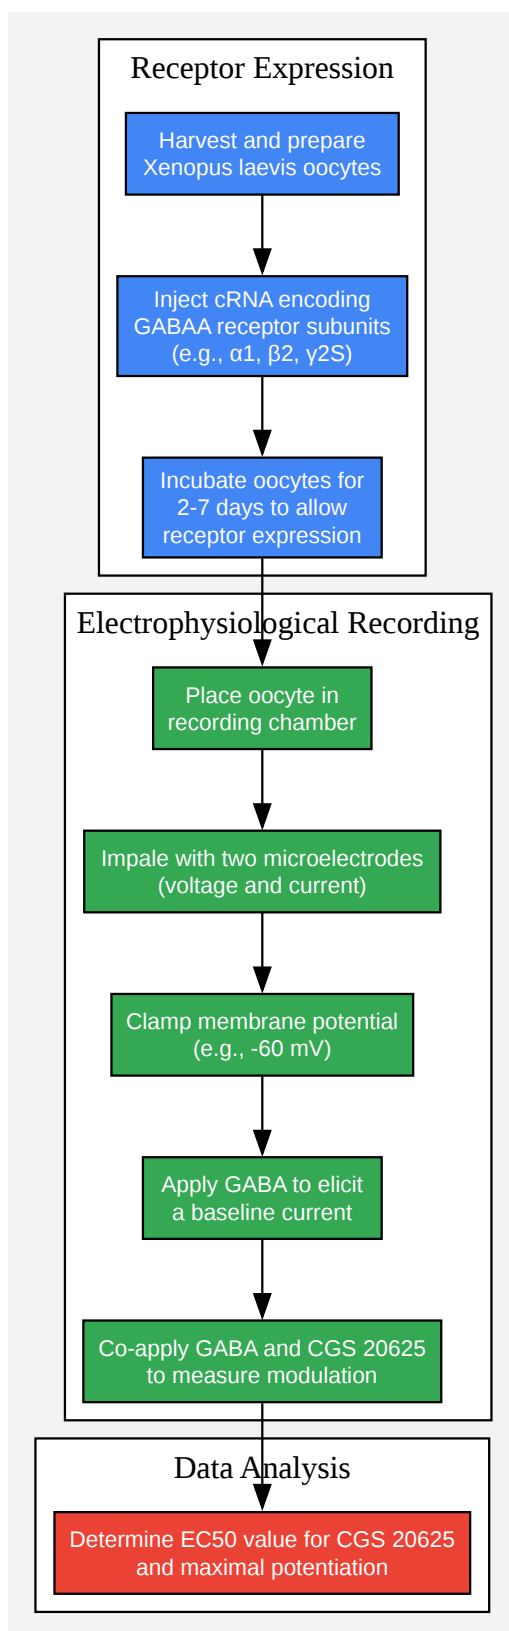 Receptor Expression
Harvest and prepare
Xenopus laevis oocytes
Inject cRNA encoding
GABAA receptor subunits
(e.g., α1, β2, γ2S)
Incubate oocytes for
2-7 days to allow
receptor expression
Electrophysiological Recording
Place oocyte in
recording chamber
Impale with two microelectrodes
(voltage and current)
Clamp membrane potential
(e.g., -60 mV)
Apply GABA to elicit
a baseline current
Co-apply GABA and CGS 20625
to measure modulation
Data Analysis
Determine EC50 value for CGS 20625
and maximal potentiation